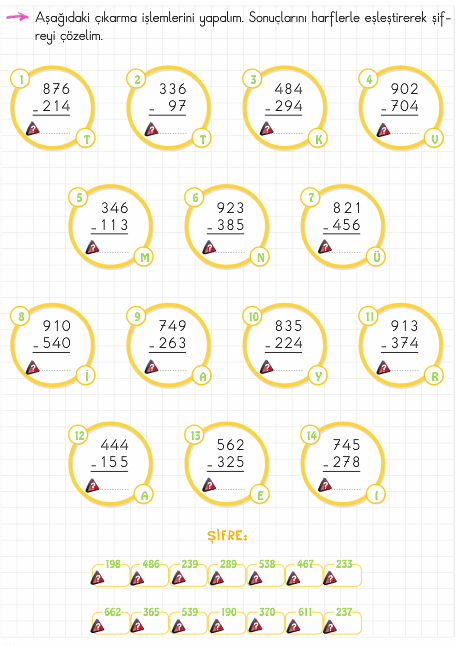 Aşağıdaki çıkarma işlemlerini yapalım. Sonuçlarını harflerle eşleştirerek şif-
reyi çözelim.
1 876 - 214 ? T
2 336 - 97 ? T
3 484 - 294 ? K
4 902 - 704 ? V
5 346 - 113 ? M
6 923 - 385 ? N
7 821 - 456 ? Ü
8 910 - 540 ? İ
9 749 - 263 ? A
10 835 - 224 ? Y
11 913 - 374 ? R
12 444 - 155 ? A
13 562 - 325 ? E
14 745 - 278 ? I
ŞİFRE:
198 486 239 289 538 467 233
? ? ? ? ? ? ?
662 365 539 190 370 611 237
? ? ? ? ? ? ?